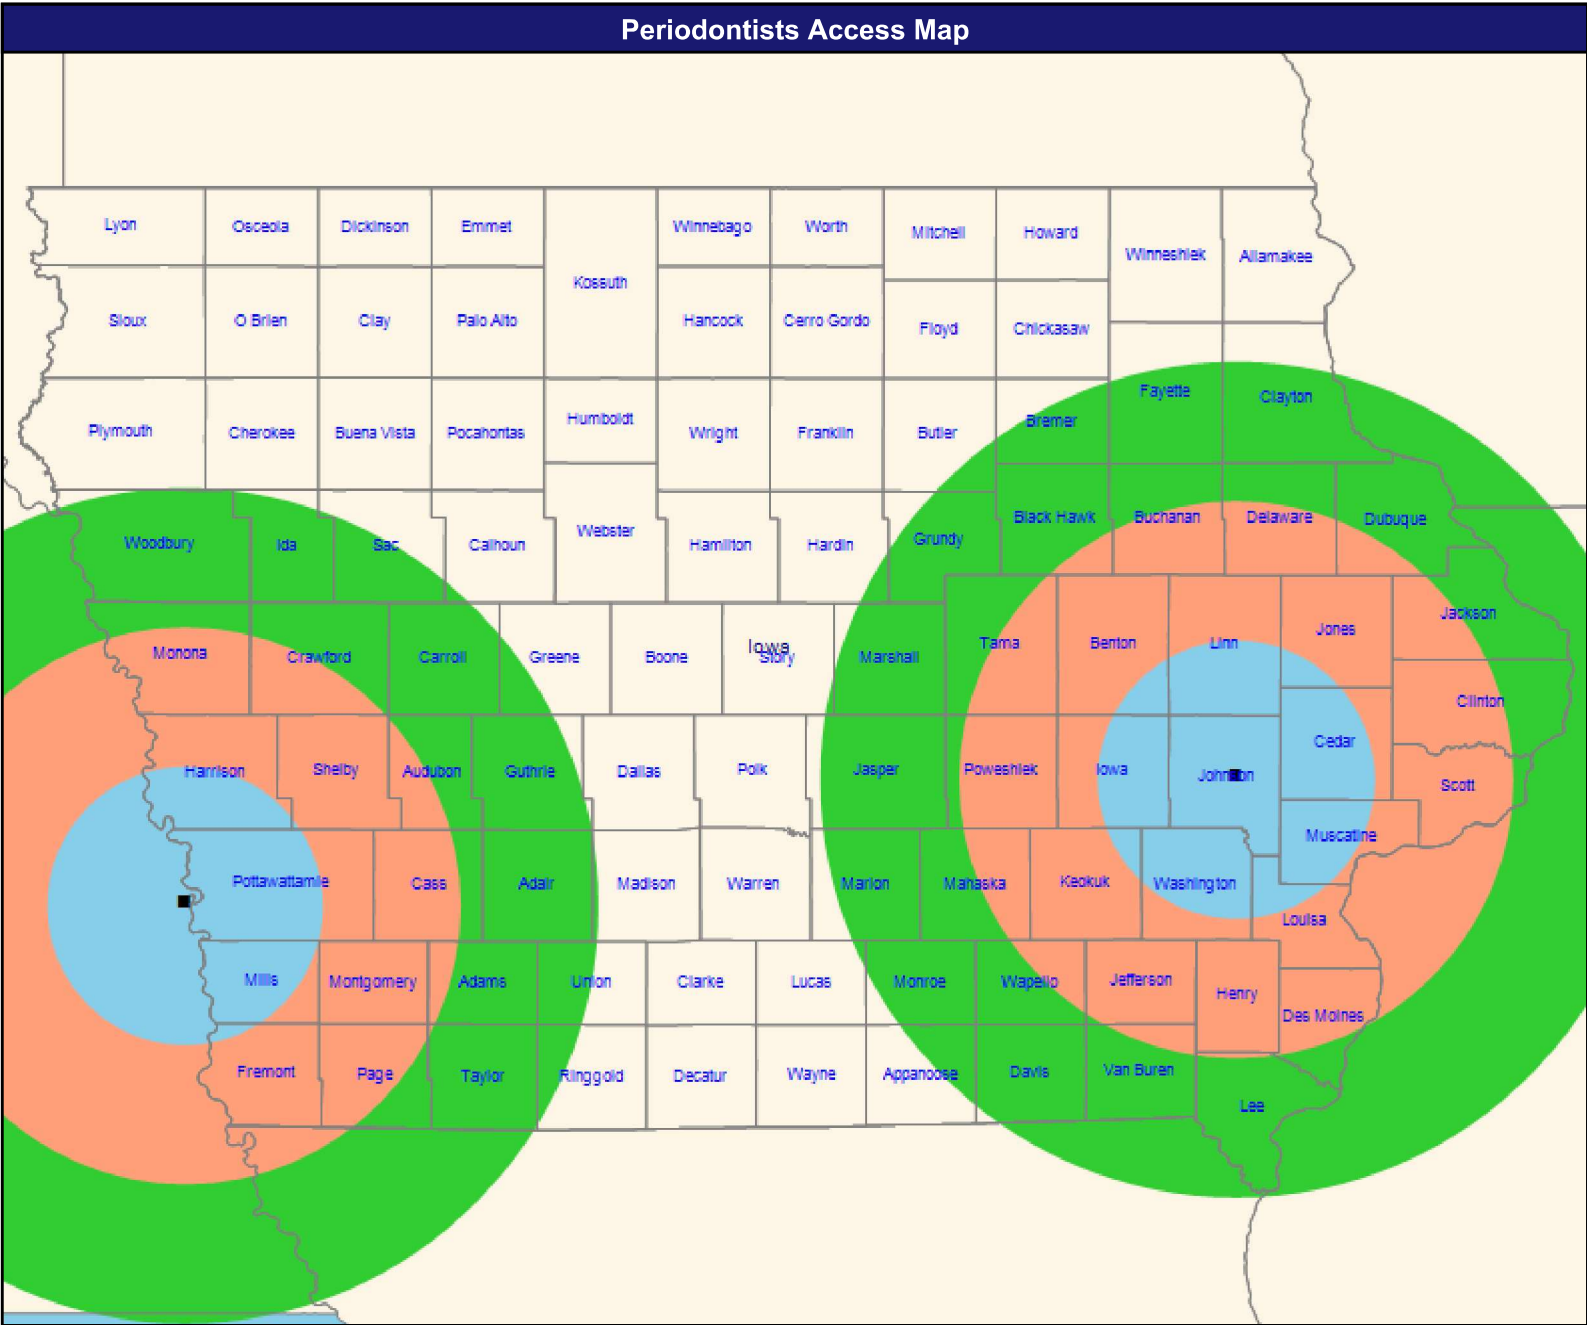 Periodontists Access Map
Lyon
Osceola
Dickinson
Emmet
Winnebago
Worth
Mitchell
Howard
Winneshiek
Allamakee
Kossuth
Sioux
O Brien
Clay
Palo Alto
Hancock
Cerro Gordo
Floyd
Chickasaw
Fayette
Clayton
Plymouth
Cherokee
Buena Vista
Pocahontas
Humboldt
Wright
Franklin
Butler
Bremer
Woodbury
Ida
Sac
Calhoun
Webster
Hamilton
Hardin
Grundy
Black Hawk
Buchanan
Delaware
Dubuque
Monona
Crawford
Carroll
Greene
Boone
Iowa
Story
Marshall
Tama
Benton
Linn
Jones
Jackson
Clinton
Harrison
Shelby
Audubon
Guthrie
Dallas
Polk
Jasper
Poweshiek
Iowa
Johnson
Cedar
Scott
Muscatine
Pottawattamie
Cass
Adair
Madison
Warren
Marion
Mahaska
Keokuk
Washington
Louisa
Mills
Montgomery
Adams
Union
Clarke
Lucas
Monroe
Wapello
Jefferson
Henry
Des Moines
Fremont
Page
Taylor
Ringgold
Decatur
Wayne
Appanoose
Davis
Van Buren
Lee